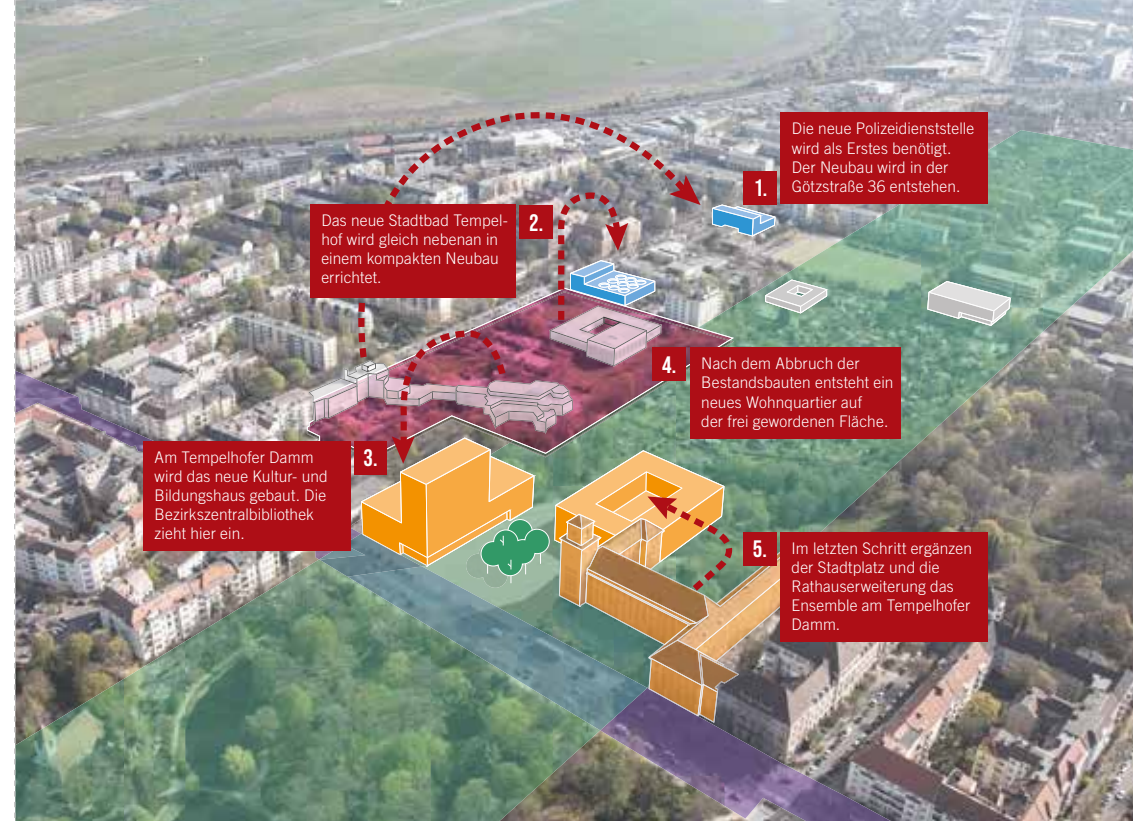 1.
Die neue Polizeidienststelle
wird als Erstes benötigt.
Der Neubau wird in der
Götzstraße 36 entstehen.
2.
Das neue Stadtbad Tempel-
hof wird gleich nebenan in
einem kompakten Neubau
errichtet.
3.
Am Tempelhofer Damm
wird das neue Kultur- und
Bildungshaus gebaut. Die
Bezirkszentralbibliothek
zieht hier ein.
4.
Nach dem Abbruch der
Bestandsbauten entsteht ein
neues Wohnquartier auf
der frei gewordenen Fläche.
5.
Im letzten Schritt ergänzen
der Stadtplatz und die
Rathauserweiterung das
Ensemble am Tempelhofer
Damm.